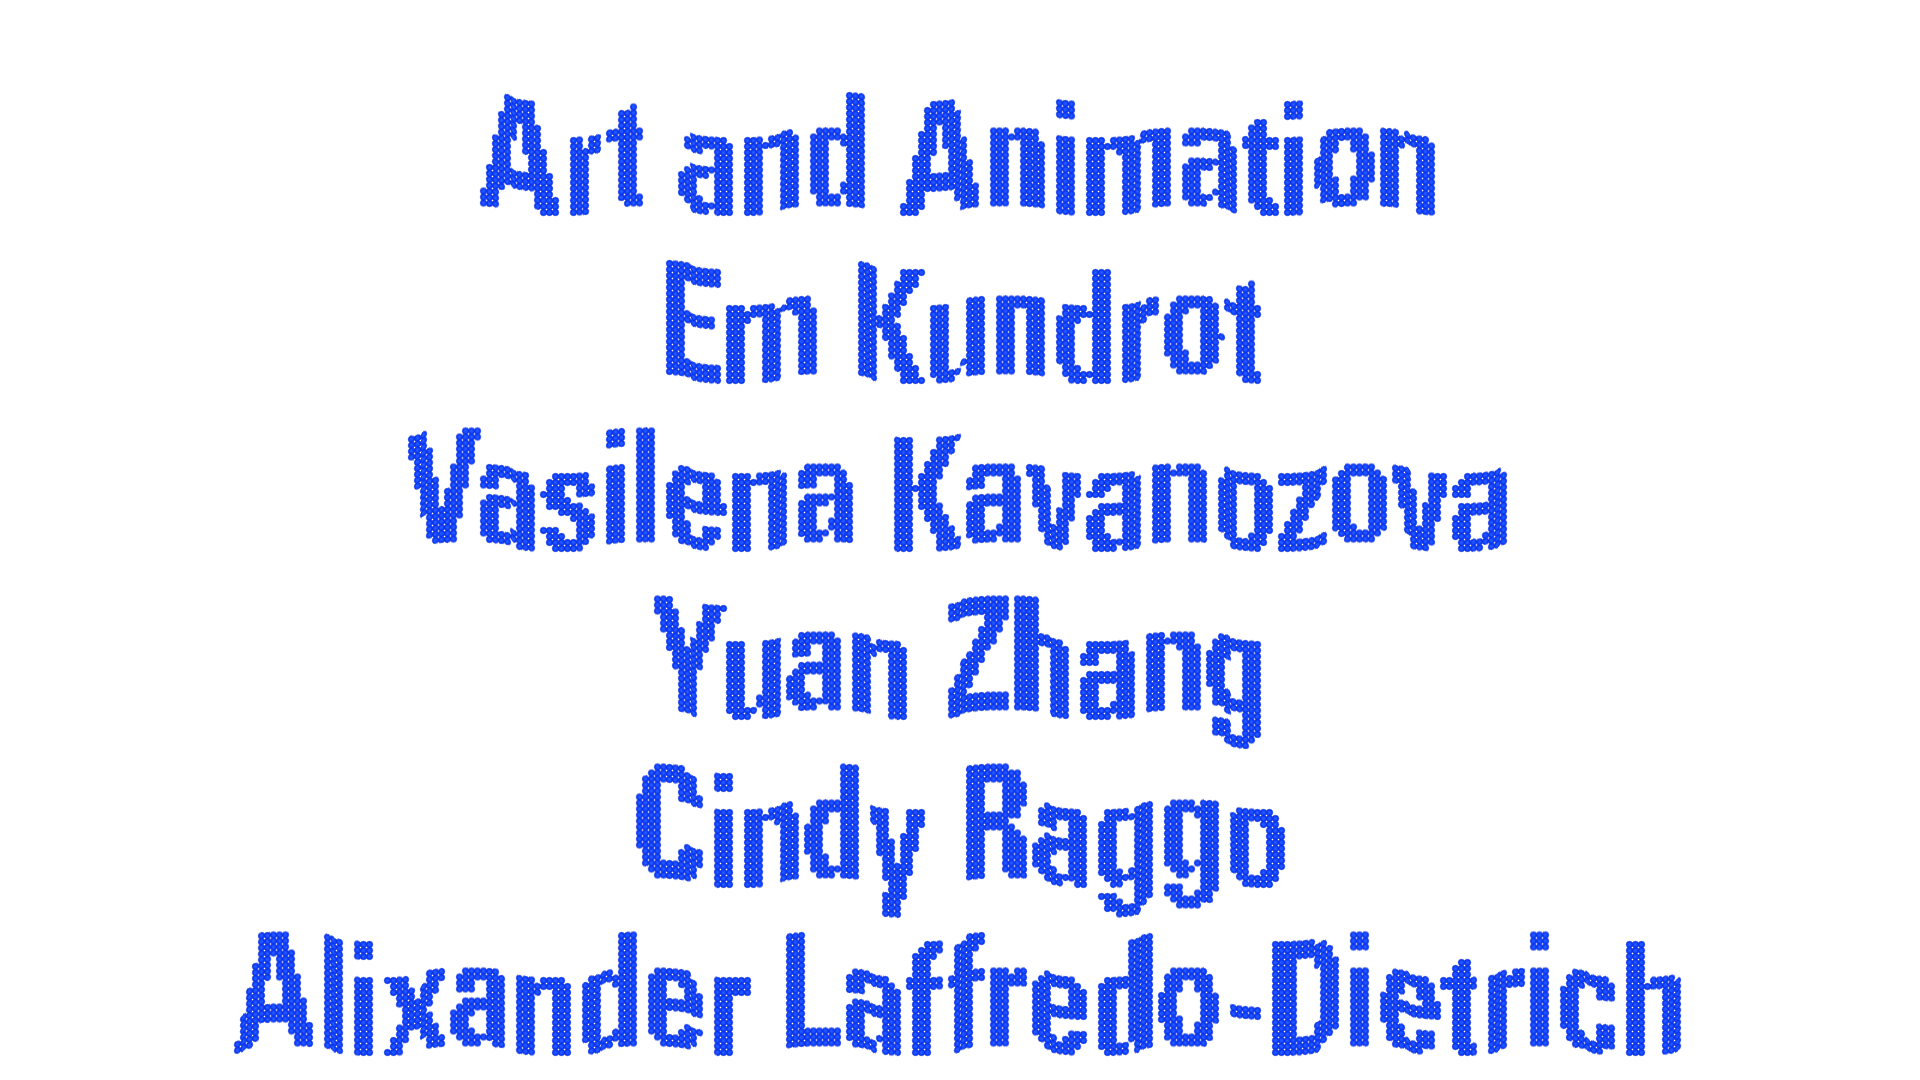 Art and Animation
Em Kundrot
Vasilena Kavanozova
Yuan Zhang
Cindy Raggo
Alixander Laffredo-Dietrich